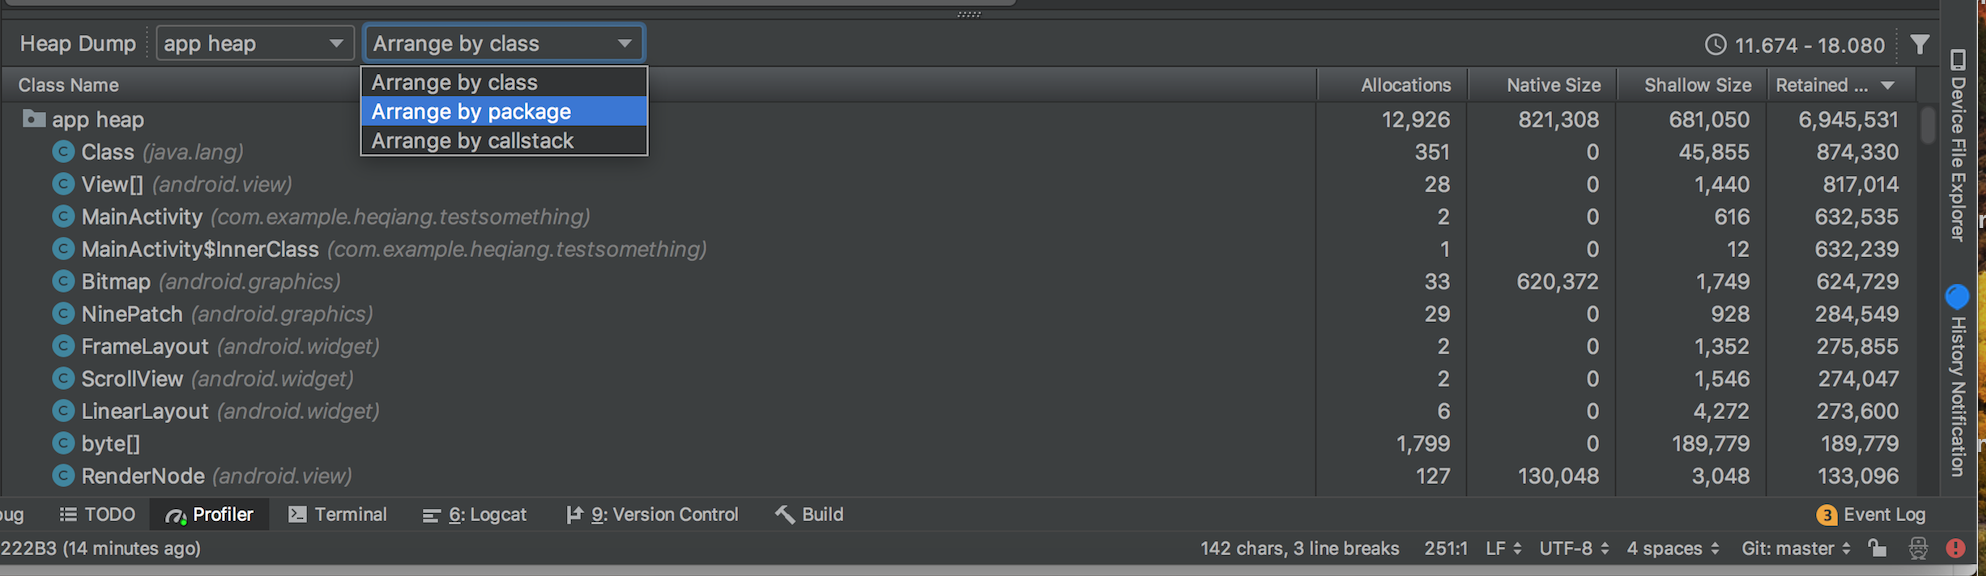 Heap Dump app heap Arrange by class 11.674 - 18.080
Arrange by class
Arrange by package
Arrange by callstack
Class Name Allocations Native Size Shallow Size Retained ...
app heap 12,926 821,308 681,050 6,945,531
Class (java.lang) 351 0 45,855 874,330
View[] (android.view) 28 0 1,440 817,014
MainActivity (com.example.heqiang.testsomething) 2 0 616 632,535
MainActivity$InnerClass (com.example.heqiang.testsomething) 1 0 12 632,239
Bitmap (android.graphics) 33 620,372 1,749 624,729
NinePatch (android.graphics) 29 0 928 284,549
FrameLayout (android.widget) 2 0 1,352 275,855
ScrollView (android.widget) 2 0 1,546 274,047
LinearLayout (android.widget) 6 0 4,272 273,600
byte[] 1,799 0 189,779 189,779
RenderNode (android.view) 127 130,048 3,048 133,096
Device File Explorer
History Notification
ug TODO Profiler Terminal 6: Logcat 9: Version Control Build 3 Event Log
222B3 (14 minutes ago) 142 chars, 3 line breaks 251:1 LF UTF-8 4 spaces Git: master